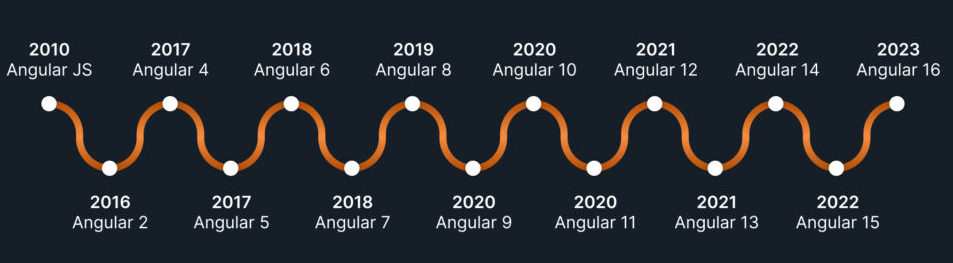 2010
Angular JS
2017
Angular 4
2018
Angular 6
2019
Angular 8
2020
Angular 10
2021
Angular 12
2022
Angular 14
2023
Angular 16
2016
Angular 2
2017
Angular 5
2018
Angular 7
2020
Angular 9
2020
Angular 11
2021
Angular 13
2022
Angular 15